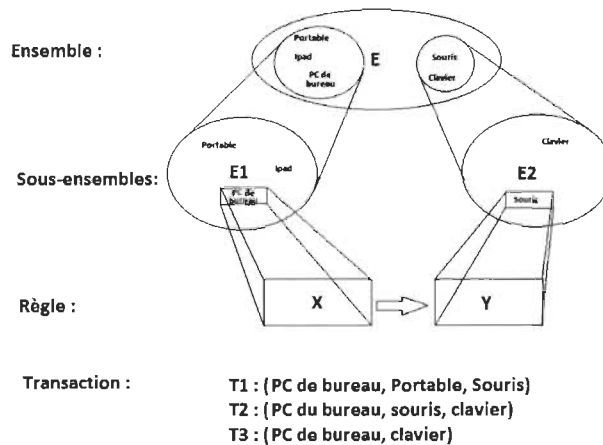 Ensemble :
Portable
Ipad
PC de
bureau
E
Souris
Clavier
Sous-ensembles:
Portable
E1
Ipad
PC de
bureau
Clavier
E2
Souris
Règle :
X
Y
Transaction :
T1 : ( PC de bureau, Portable, Souris)
T2 : ( PC du bureau, souris, clavier)
T3 : ( PC de bureau, clavier)